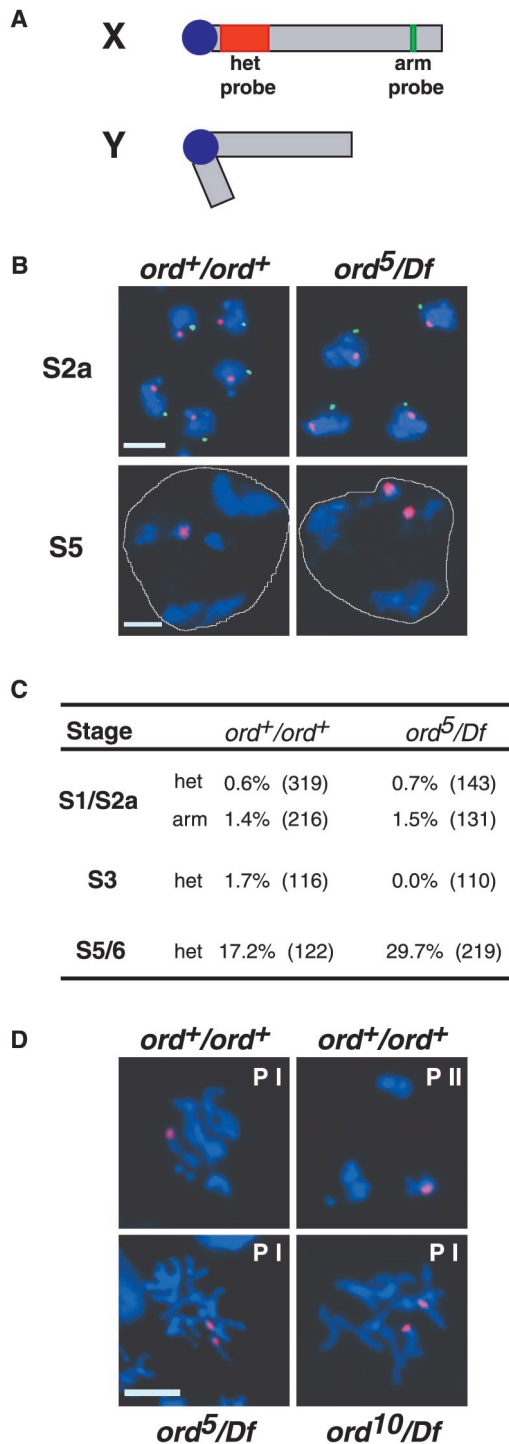 A
X
het probe
arm probe
Y
B
ord+/ord+ ord5/Df
S2a
S5
C
Stage ord+/ord+ ord5/Df
S1/S2a
het 0.6% (319) 0.7% (143)
arm 1.4% (216) 1.5% (131)
S3 het 1.7% (116) 0.0% (110)
S5/6 het 17.2% (122) 29.7% (219)
D
ord+/ord+ ord+/ord+
P I P II
P I P I
ord5/Df ord10/Df